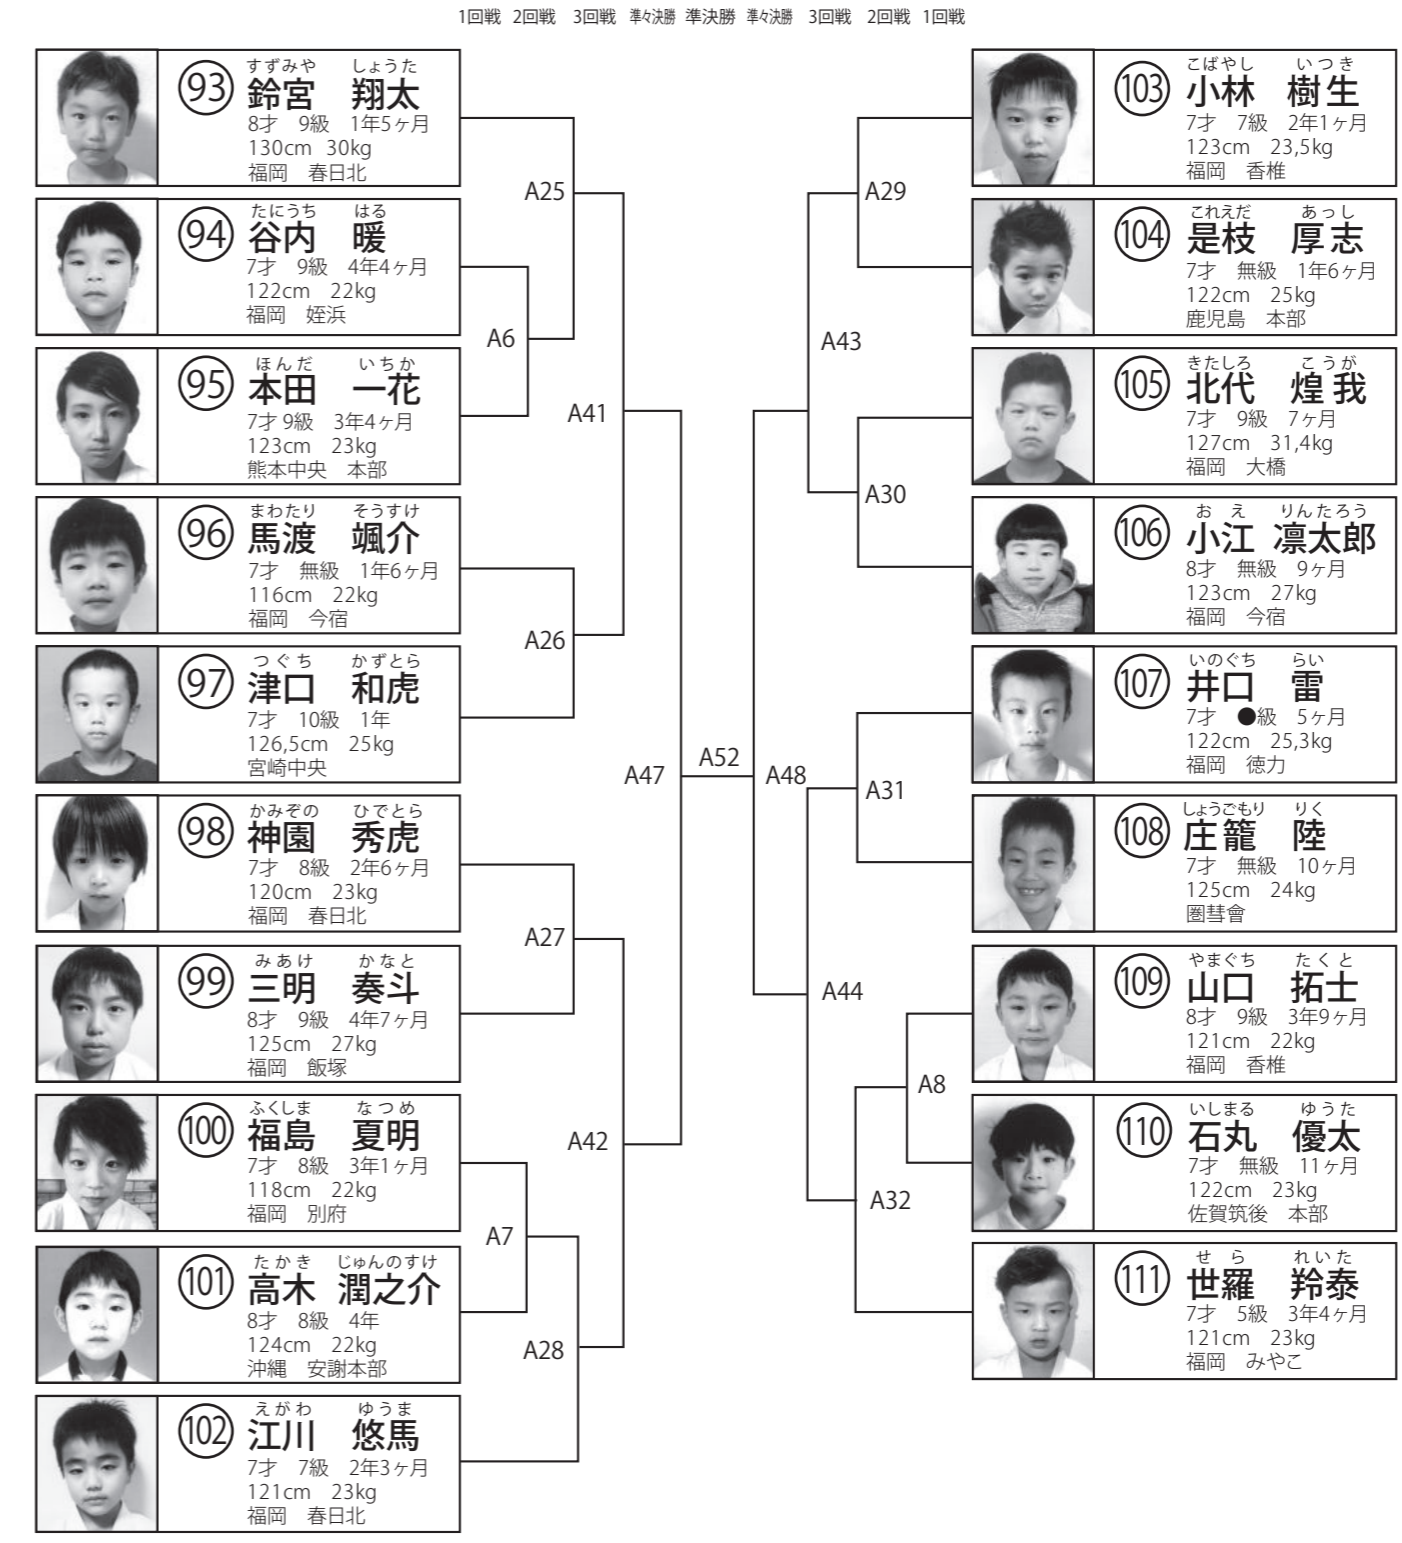 1回戦 2回戦 3回戦 準々決勝 準決勝 準々決勝 3回戦 2回戦 1回戦
93
すずみや しょうた
鈴宮 翔太
8才 9級 1年5ヶ月
130cm 30kg
福岡 春日北
94
たにうち はる
谷内 暖
7才 9級 4年4ヶ月
122cm 22kg
福岡 姪浜
95
ほんだ いちか
本田 一花
7才 9級 3年4ヶ月
123cm 23kg
熊本中央 本部
96
まわたり そうすけ
馬渡 颯介
7才 無級 1年6ヶ月
116cm 22kg
福岡 今宿
97
つぐち かずとら
津口 和虎
7才 10級 1年
126,5cm 25kg
宮崎中央
98
かみぞの ひでとら
神園 秀虎
7才 8級 2年6ヶ月
120cm 23kg
福岡 春日北
99
みあけ かなと
三明 奏斗
8才 9級 4年7ヶ月
125cm 27kg
福岡 飯塚
100
ふくしま なつめ
福島 夏明
7才 8級 3年1ヶ月
118cm 22kg
福岡 別府
101
たかき じゅんのすけ
高木 潤之介
8才 8級 4年
124cm 22kg
沖縄 安謝本部
102
えがわ ゆうま
江川 悠馬
7才 7級 2年3ヶ月
121cm 23kg
福岡 春日北
A25
A6
A41
A26
A47
A27
A42
A7
A28
A52
A48
A29
A43
A30
A31
A44
A8
A32
103
こばやし いつき
小林 樹生
7才 7級 2年1ヶ月
123cm 23,5kg
福岡 香椎
104
これえだ あっし
是枝 厚志
7才 無級 1年6ヶ月
122cm 25kg
鹿児島 本部
105
きたしろ こうが
北代 煌我
7才 9級 7ヶ月
127cm 31,4kg
福岡 大橋
106
おえ りんたろう
小江 凛太郎
8才 無級 9ヶ月
123cm 27kg
福岡 今宿
107
いのぐち らい
井口 雷
7才 ●級 5ヶ月
122cm 25,3kg
福岡 徳力
108
しょうごもり りく
庄籠 陸
7才 無級 10ヶ月
125cm 24kg
圏彗會
109
やまぐち たくと
山口 拓士
8才 9級 3年9ヶ月
121cm 22kg
福岡 香椎
110
いしまる ゆうた
石丸 優太
7才 無級 11ヶ月
122cm 23kg
佐賀筑後 本部
111
せら れいた
世羅 羚泰
7才 5級 3年4ヶ月
121cm 23kg
福岡 みやこ